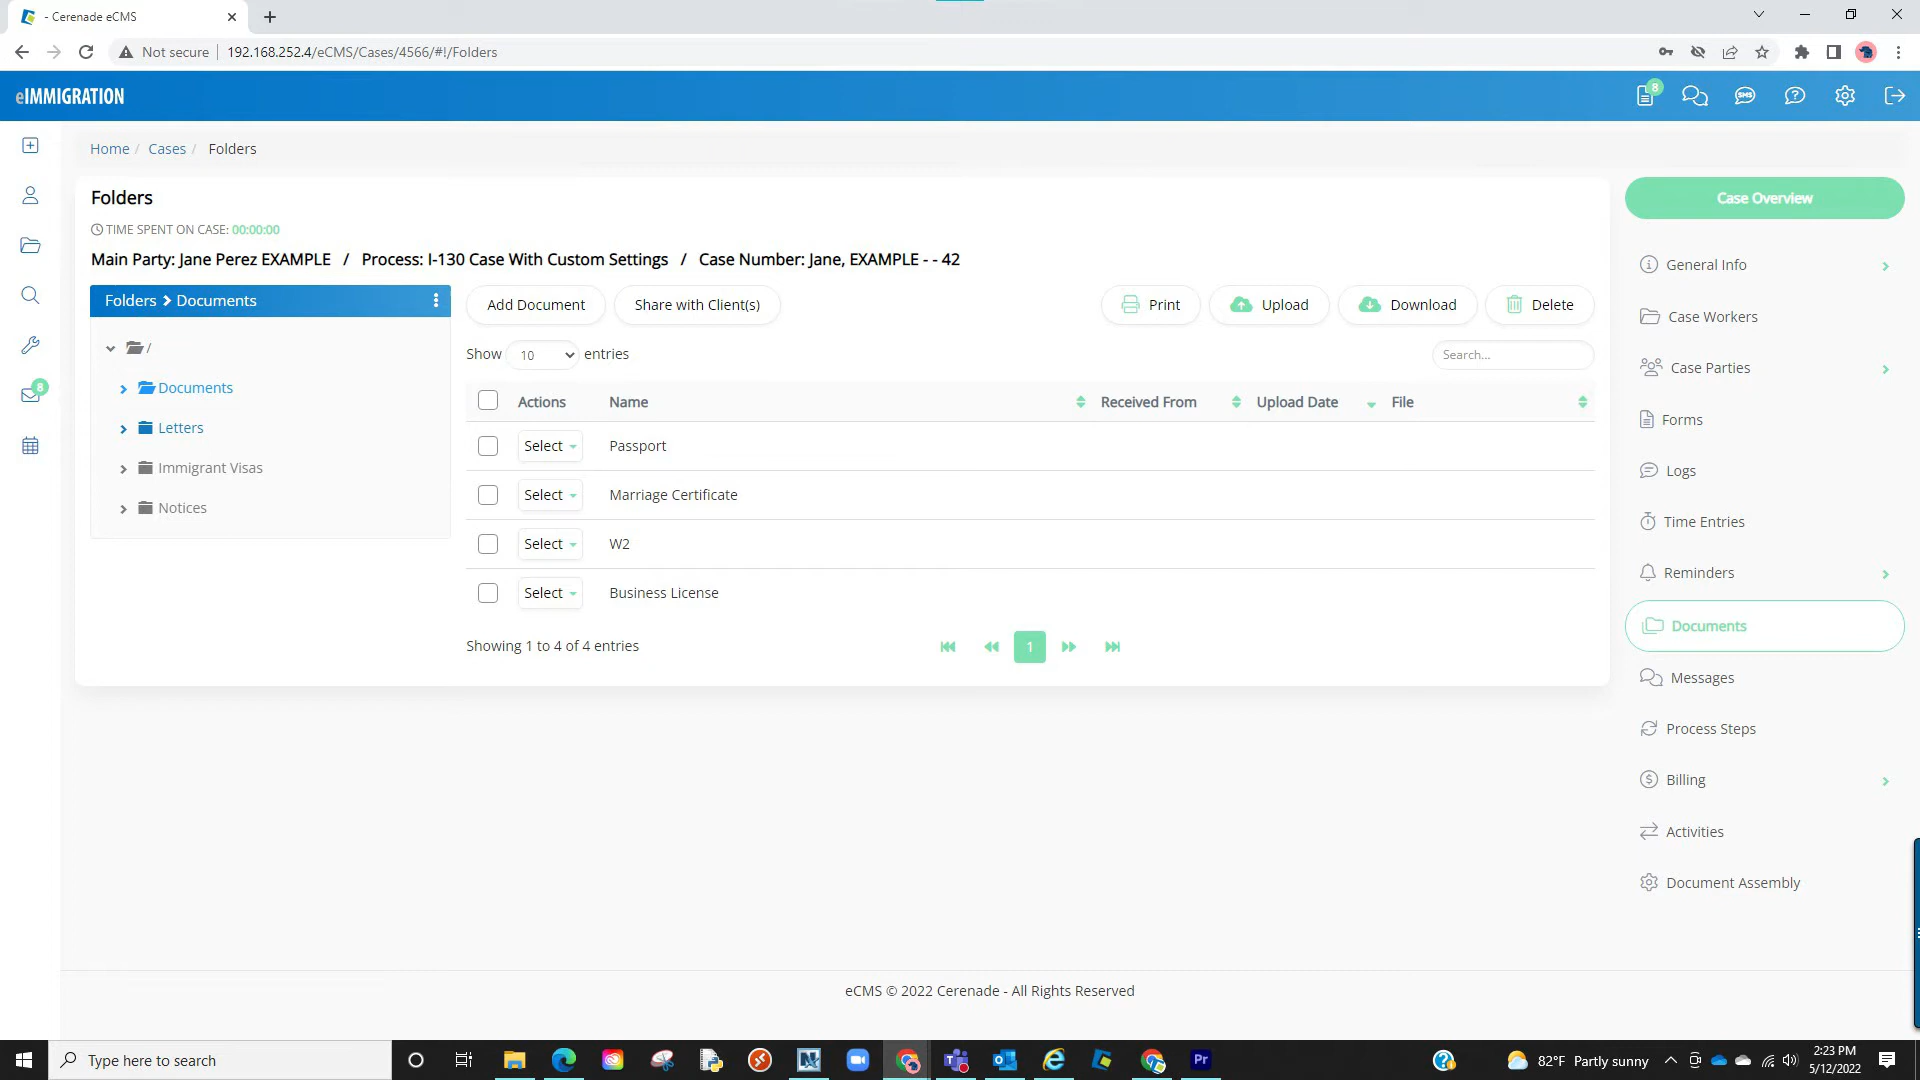 - Cerenade eCMS
Not secure
192.168.252.4/eCMS/Cases/4566/#!/Folders
eIMMIGRATION
8
SMS
Home / Cases / Folders
Folders
TIME SPENT ON CASE: 00:00:00
Main Party: Jane Perez EXAMPLE / Process: I-130 Case With Custom Settings / Case Number: Jane, EXAMPLE - - 42
Folders > Documents
/
Documents
Letters
Immigrant Visas
Notices
8
Add Document
Share with Client(s)
Print
Upload
Download
Delete
Show 10 entries
Search...
Actions Name Received From Upload Date File
Select Passport
Select Marriage Certificate
Select W2
Select Business License
Showing 1 to 4 of 4 entries
1
Case Overview
General Info
Case Workers
Case Parties
Forms
Logs
Time Entries
Reminders
Documents
Messages
Process Steps
Billing
Activities
Document Assembly
eCMS © 2022 Cerenade - All Rights Reserved
Type here to search
Pr
82°F Partly sunny
2:23 PM
5/12/2022